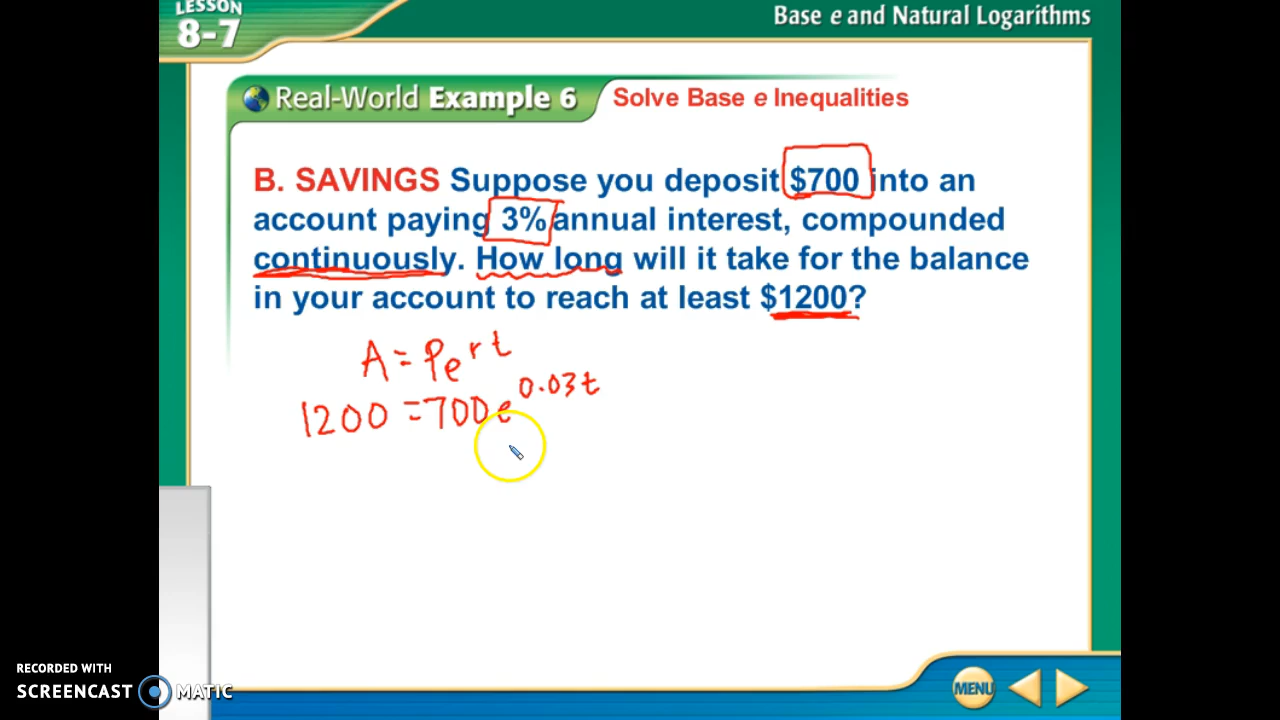 LESSON
8-7
Base e and Natural Logarithms
Real-World Example 6
Solve Base e Inequalities
B. SAVINGS Suppose you deposit $700 into an
account paying 3% annual interest, compounded
continuously. How long will it take for the balance
in your account to reach at least $1200?
A = Pe^rt
1200 = 700e^0.03t
MENU
RECORDED WITH
SCREENCAST MATIC